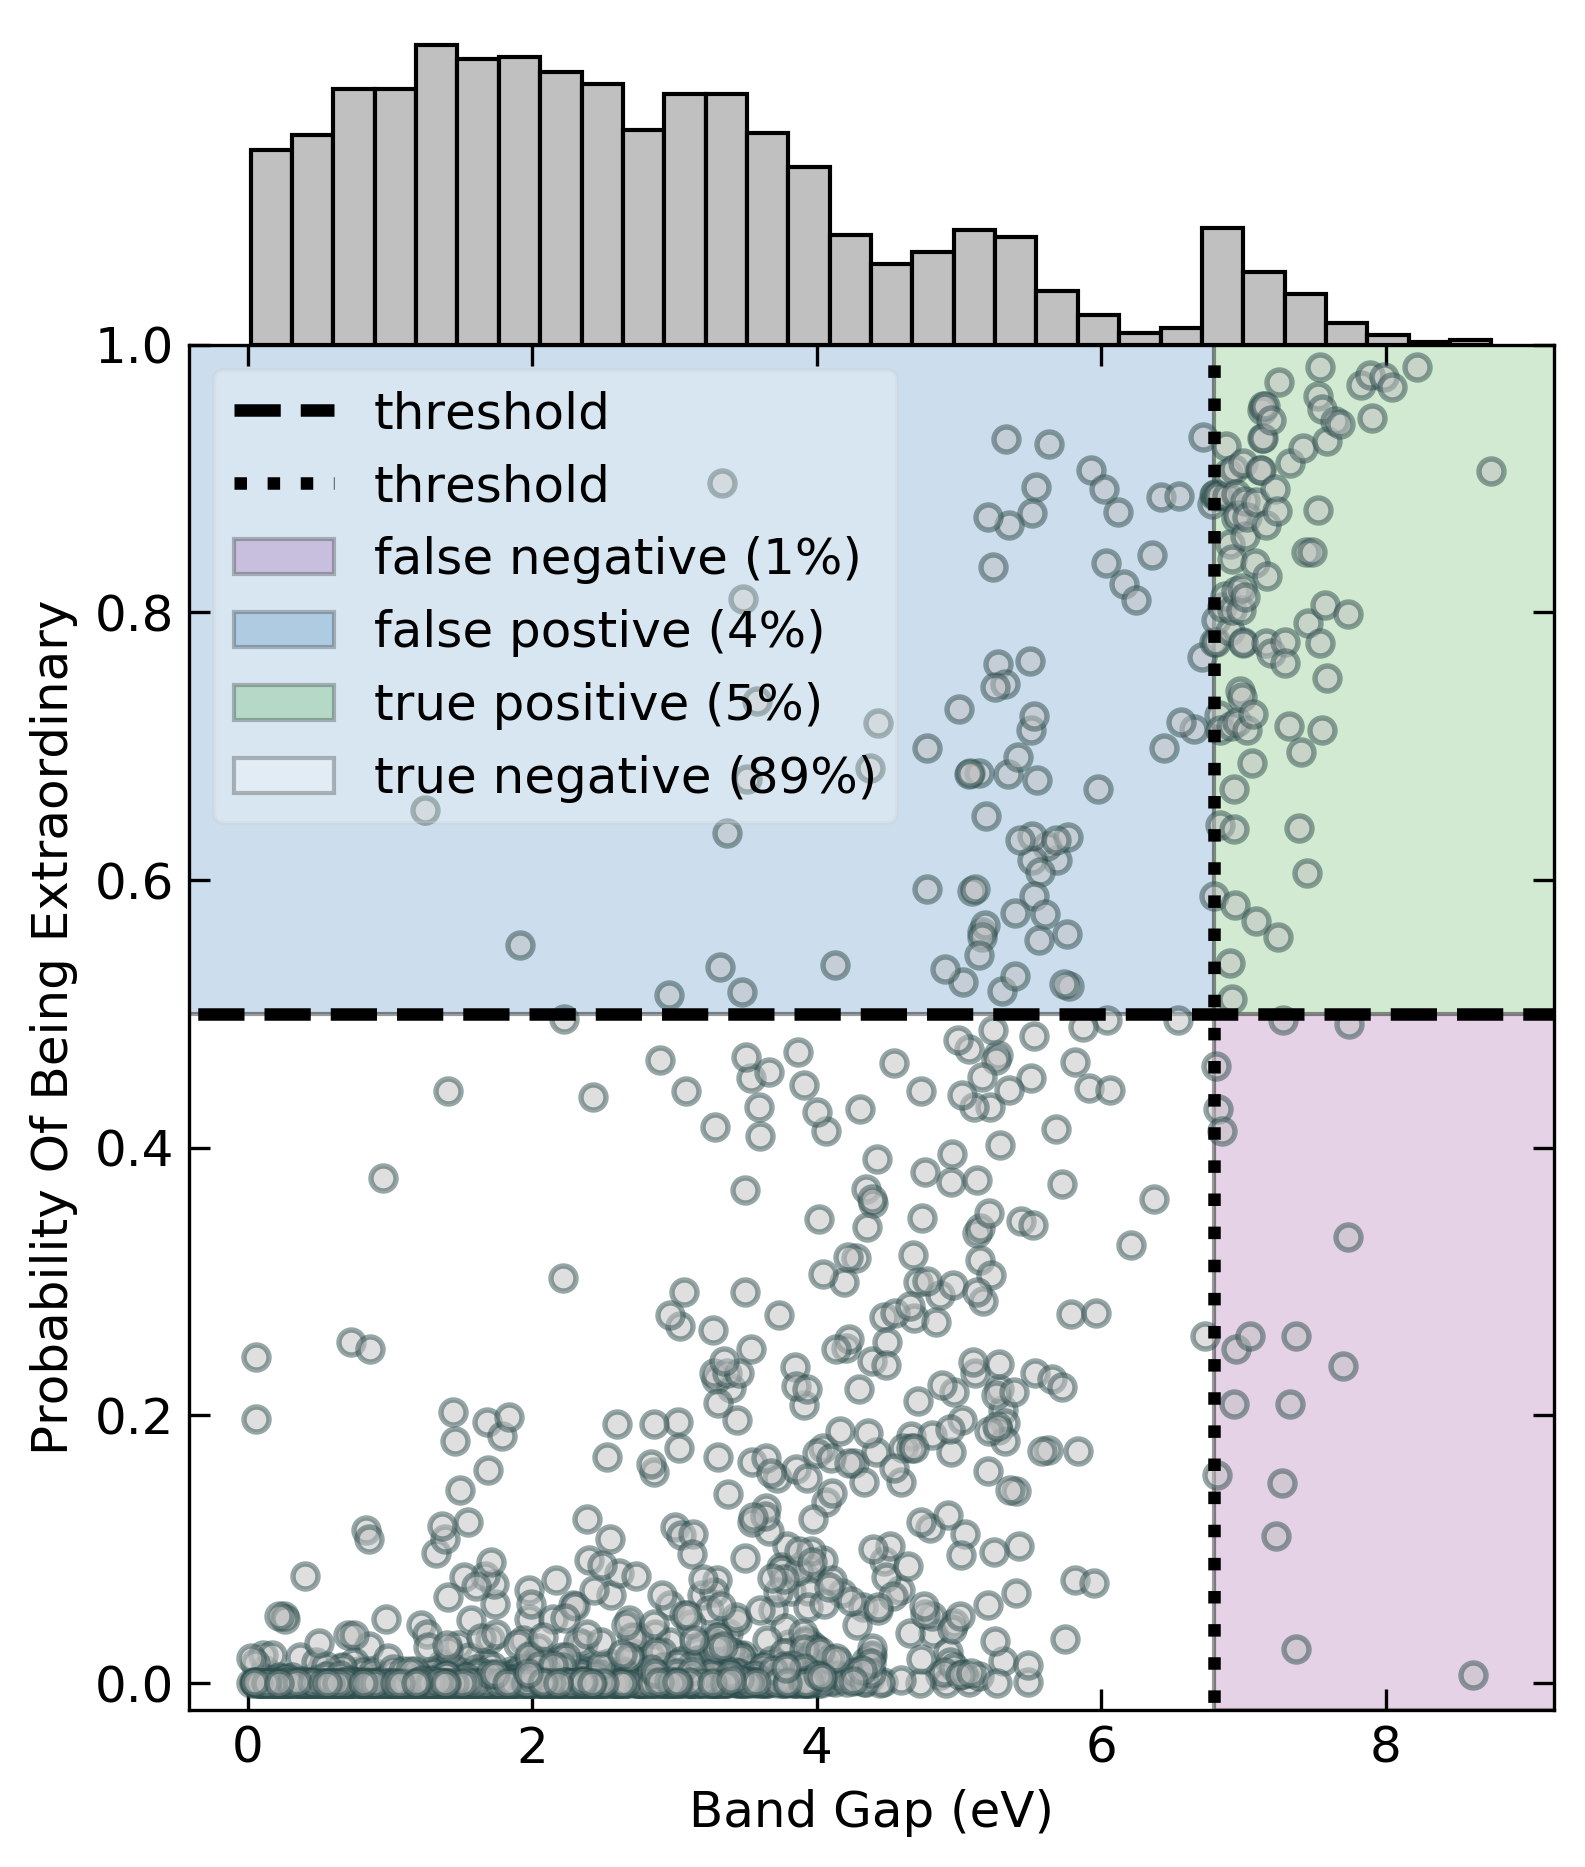 1.0
threshold
threshold
false negative (1%)
false postive (4%)
true positive (5%)
true negative (89%)
0.8
0.6
0.4
0.2
0.0
Probability Of Being Extraordinary
0 2 4 6 8
Band Gap (eV)